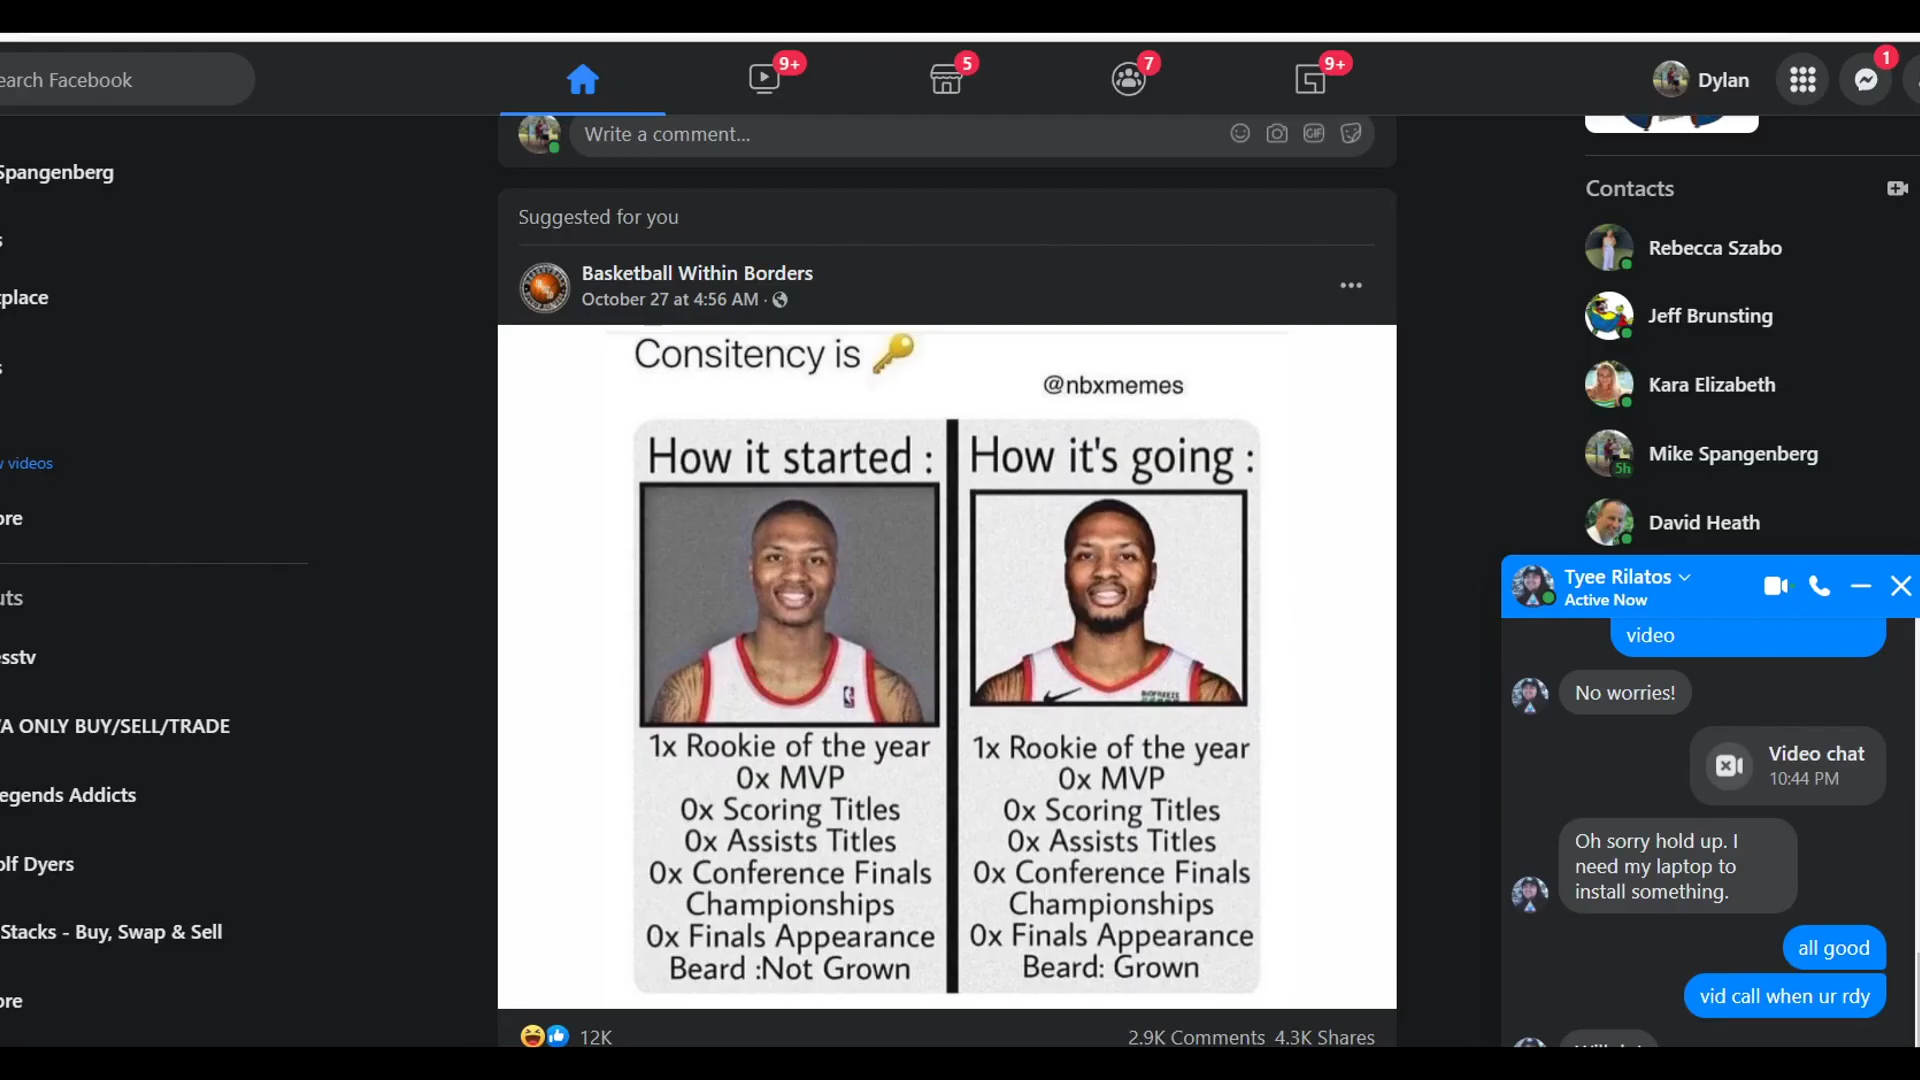 earch Facebook
9+
5
7
9+
Dylan
1
Spangenberg
s
tplace
s
w videos
ore
uts
esstv
A ONLY BUY/SELL/TRADE
egends Addicts
olf Dyers
Stacks - Buy, Swap & Sell
ore
Write a comment...
GIF
Suggested for you
Basketball Within Borders
October 27 at 4:56 AM ·
Consitency is
@nbxmemes
How it started :
1x Rookie of the year
0x MVP
0x Scoring Titles
0x Assists Titles
0x Conference Finals
Championships
0x Finals Appearance
Beard :Not Grown
How it's going :
BIOFREEZE
1x Rookie of the year
0x MVP
0x Scoring Titles
0x Assists Titles
0x Conference Finals
Championships
0x Finals Appearance
Beard: Grown
12K
2.9K Comments 4.3K Shares
Contacts
Rebecca Szabo
Jeff Brunsting
Kara Elizabeth
Mike Spangenberg
5h
David Heath
Tyee Rilatos
Active Now
video
No worries!
Video chat
10:44 PM
Oh sorry hold up. I
need my laptop to
install something.
all good
vid call when ur rdy